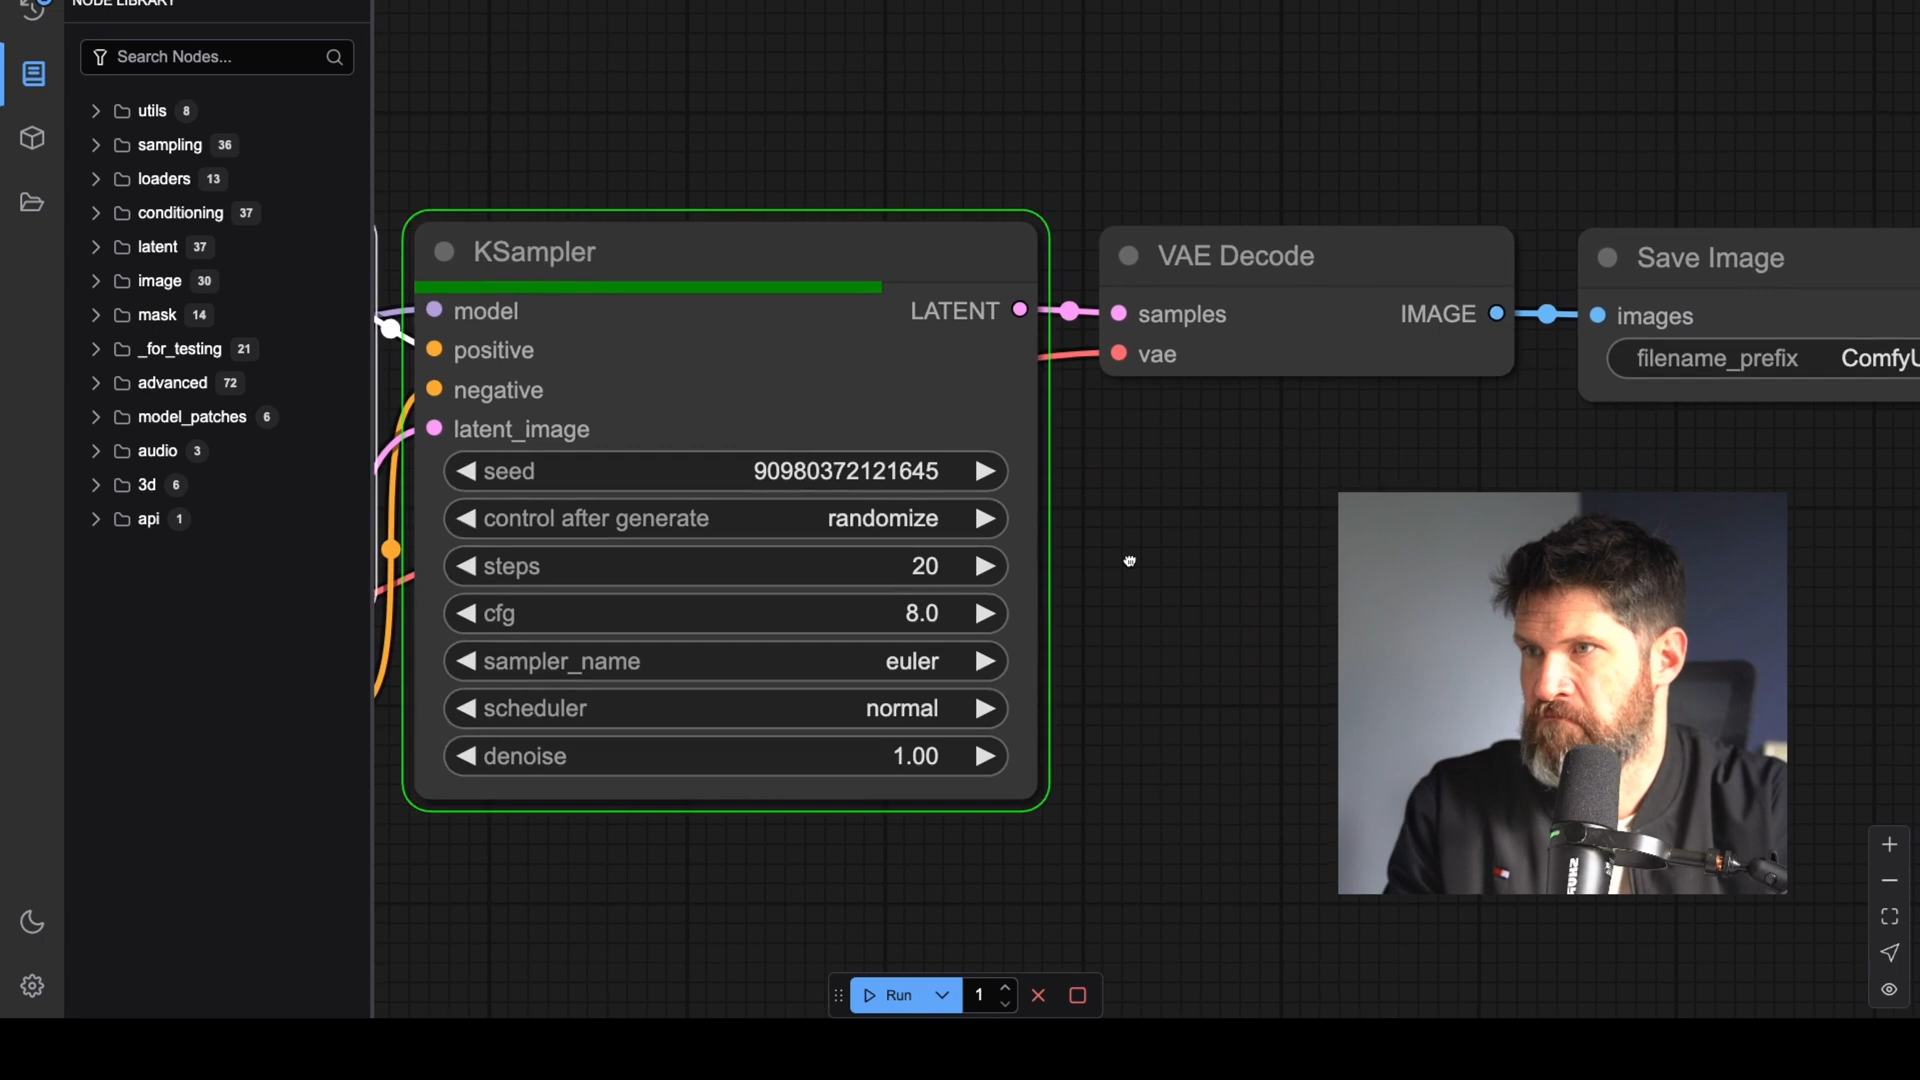 NODE LIBRARY
Search Nodes...
utils 8
sampling 36
loaders 13
conditioning 37
latent 37
image 30
mask 14
_for_testing 21
advanced 72
model_patches 6
audio 3
3d 6
api 1
KSampler
model LATENT
positive
negative
latent_image
seed 90980372121645
control after generate randomize
steps 20
cfg 8.0
sampler_name euler
scheduler normal
denoise 1.00
VAE Decode
samples IMAGE
vae
Save Image
images
filename_prefix ComfyU
Run 1